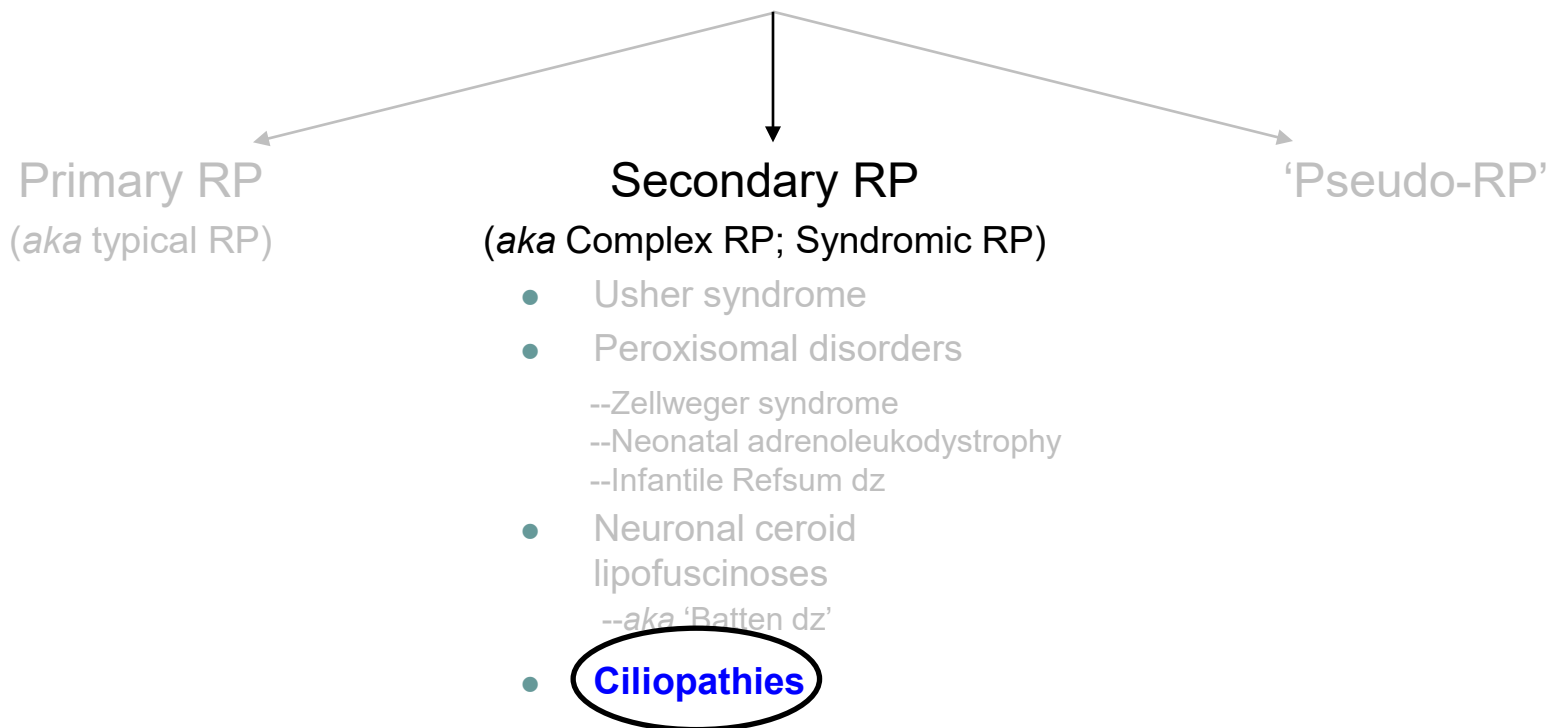 Primary RP
(aka typical RP)
Secondary RP
(aka Complex RP; Syndromic RP)
● Usher syndrome
● Peroxisomal disorders
--Zellweger syndrome
--Neonatal adrenoleukodystrophy
--Infantile Refsum dz
● Neuronal ceroid
lipofuscinoses
--aka ‘Batten dz’
● Ciliopathies
‘Pseudo-RP’